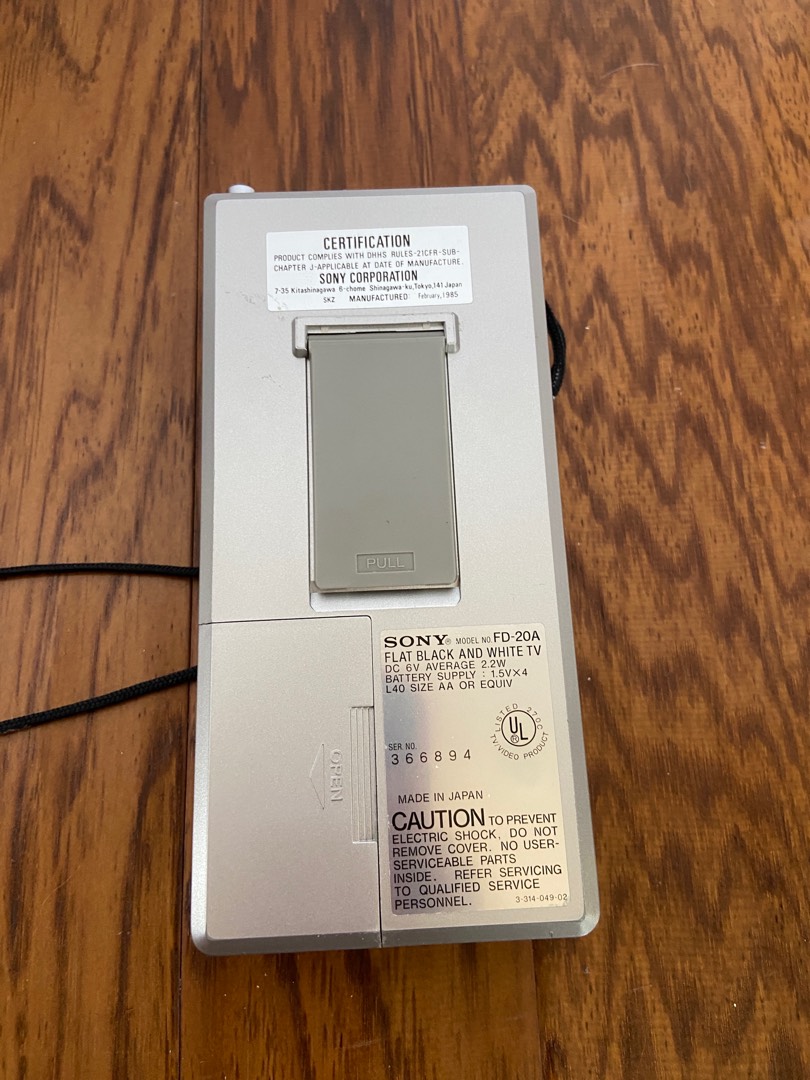 CERTIFICATION
PRODUCT COMPLIES WITH DHHS RULES-21CFR-SUB-
CHAPTER J-APPLICABLE AT DATE OF MANUFACTURE.
SONY CORPORATION
7-35 Kitashinagawa 6-chome Shinagawa-ku,Tokyo,141 Japan
SK2 MANUFACTURED: February,1985
PULL
OPEN
SONY® MODEL NO. FD-20A
FLAT BLACK AND WHITE TV
DC 6V AVERAGE 2.2W
BATTERY SUPPLY : 1.5V×4
L40 SIZE AA OR EQUIV
LISTED 270C
UL®
TV/VIDEO PRODUCT
SER NO.
366894
MADE IN JAPAN
CAUTION TO PREVENT
ELECTRIC SHOCK, DO NOT
REMOVE COVER. NO USER-
SERVICEABLE PARTS
INSIDE. REFER SERVICING
TO QUALIFIED SERVICE
PERSONNEL.
3-314-049-02